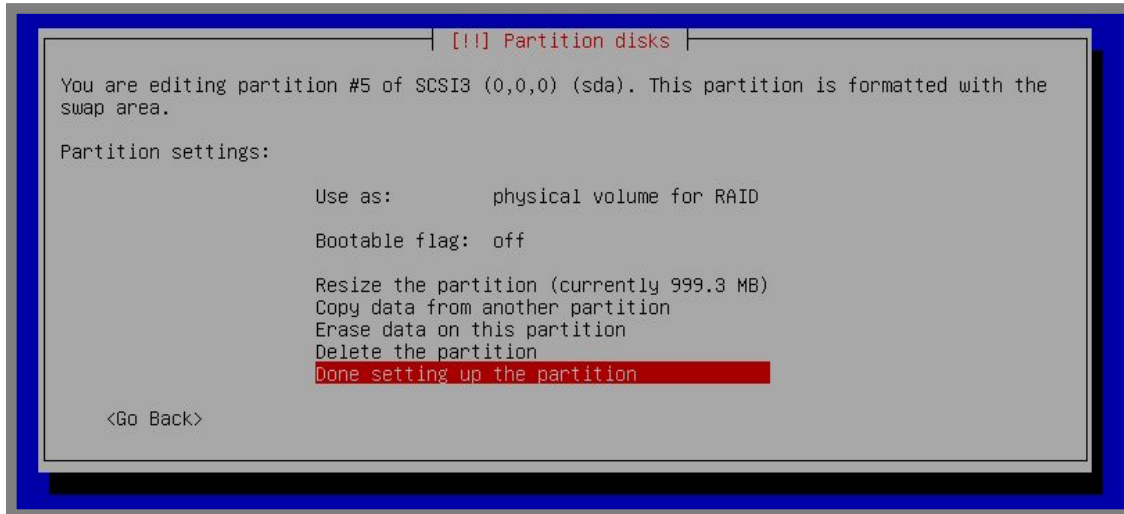 [!!] Partition disks
You are editing partition #5 of SCSI3 (0,0,0) (sda). This partition is formatted with the
swap area.
Partition settings:
Use as: physical volume for RAID
Bootable flag: off
Resize the partition (currently 999.3 MB)
Copy data from another partition
Erase data on this partition
Delete the partition
Done setting up the partition
<Go Back>